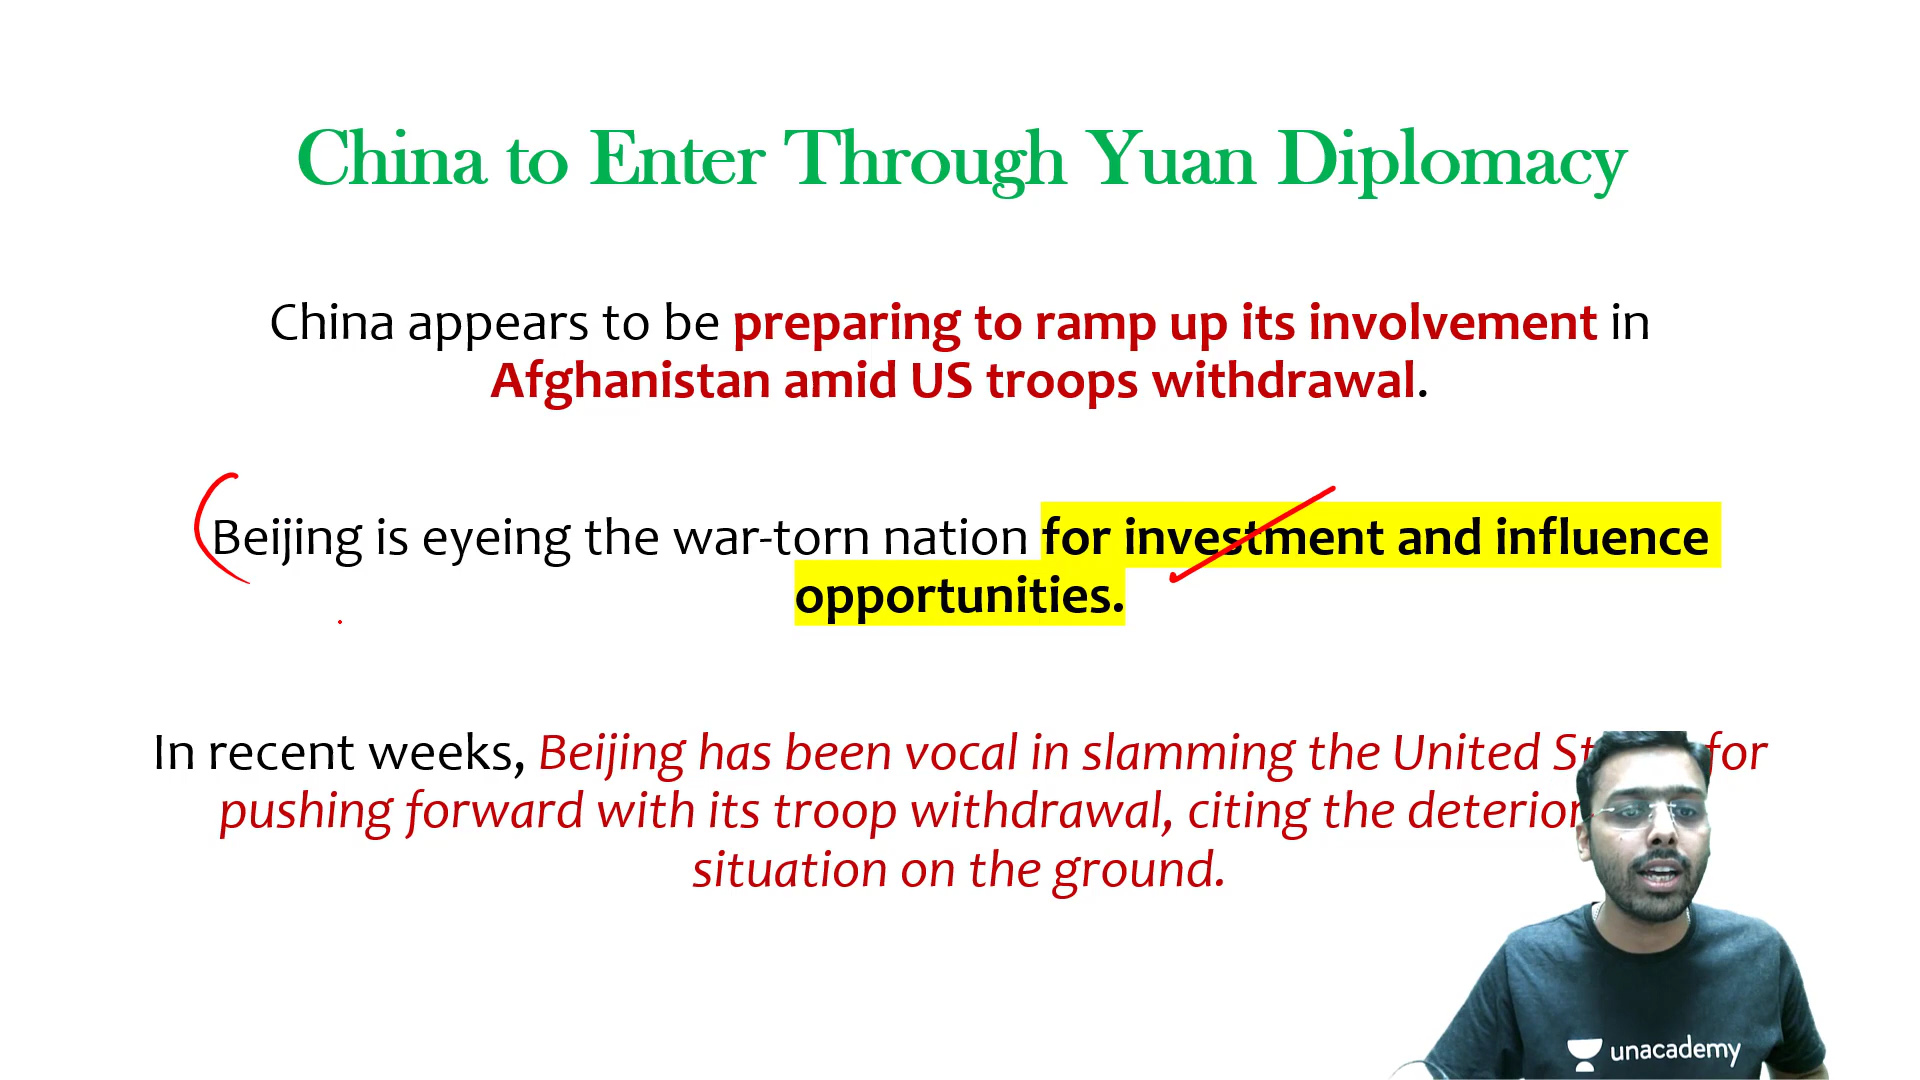 China to Enter Through Yuan Diplomacy
China appears to be preparing to ramp up its involvement in
Afghanistan amid US troops withdrawal.
Beijing is eyeing the war-torn nation for investment and influence
opportunities.
In recent weeks, Beijing has been vocal in slamming the United for
pushing forward with its troop withdrawal, citing the
situation on the ground.
unacademy